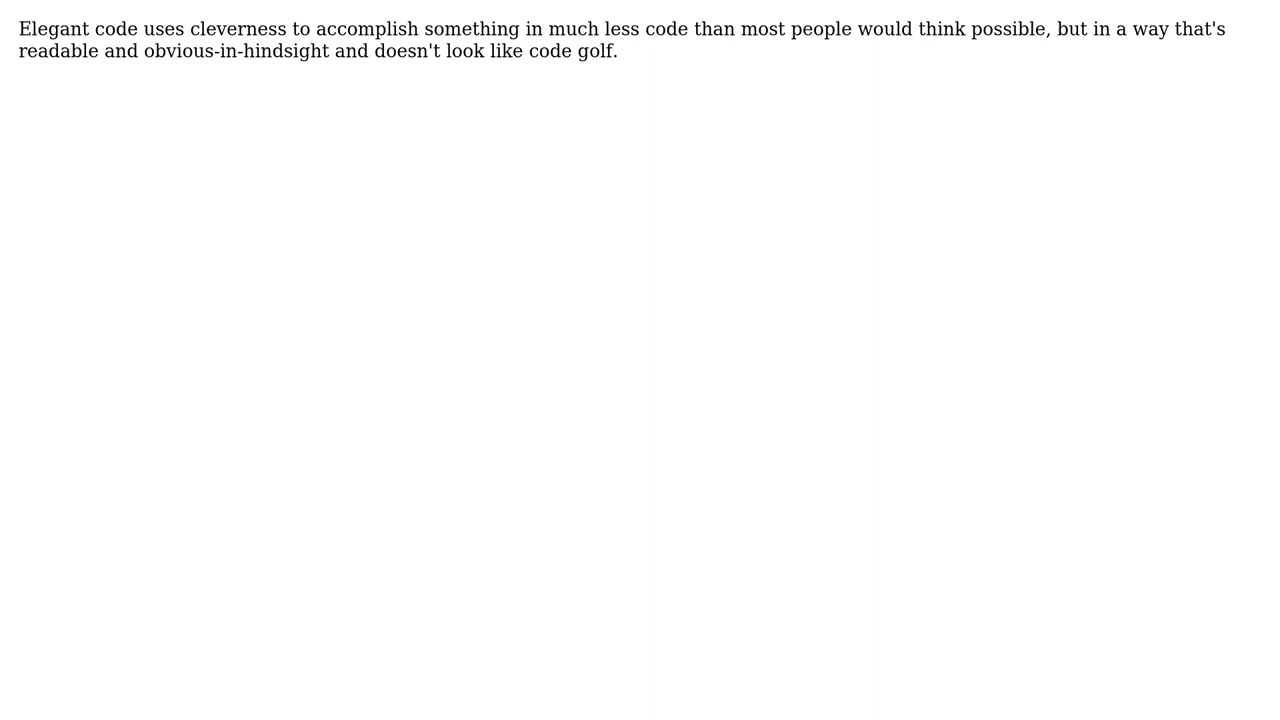 Elegant code uses cleverness to accomplish something in much less code than most people would think possible, but in a way that's
readable and obvious-in-hindsight and doesn't look like code golf.